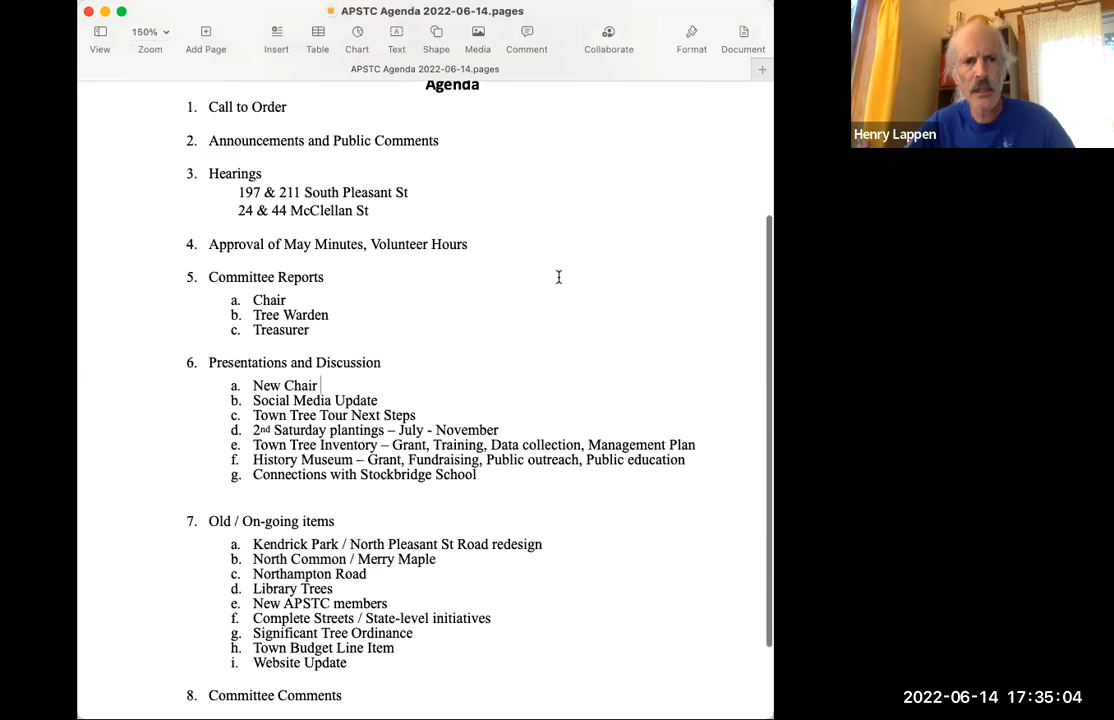 APSTC Agenda 2022-06-14.pages
150%
View Zoom Add Page Insert Table Chart Text Shape Media Comment Collaborate Format Document
APSTC Agenda 2022-06-14.pages
Agenda
1. Call to Order
2. Announcements and Public Comments
3. Hearings
197 & 211 South Pleasant St
24 & 44 McClellan St
4. Approval of May Minutes, Volunteer Hours
5. Committee Reports
a. Chair
b. Tree Warden
c. Treasurer
6. Presentations and Discussion
a. New Chair
b. Social Media Update
c. Town Tree Tour Next Steps
d. 2nd Saturday plantings – July - November
e. Town Tree Inventory – Grant, Training, Data collection, Management Plan
f. History Museum – Grant, Fundraising, Public outreach, Public education
g. Connections with Stockbridge School
7. Old / On-going items
a. Kendrick Park / North Pleasant St Road redesign
b. North Common / Merry Maple
c. Northampton Road
d. Library Trees
e. New APSTC members
f. Complete Streets / State-level initiatives
g. Significant Tree Ordinance
h. Town Budget Line Item
i. Website Update
8. Committee Comments
Henry Lappen
2022-06-14 17:35:04